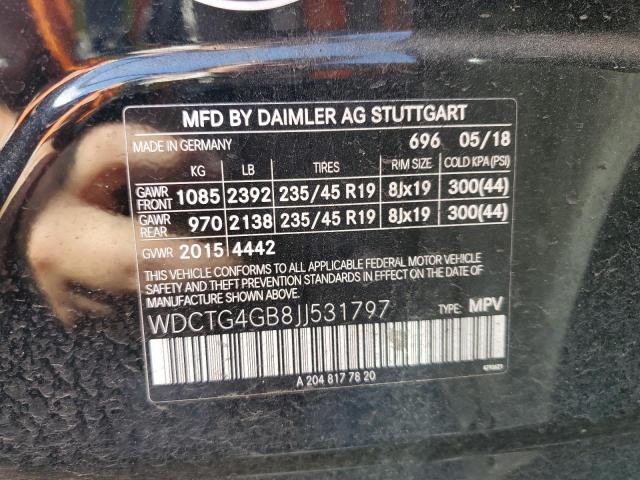 MFD BY DAIMLER AG STUTTGART
MADE IN GERMANY 696 05/18
KG LB TIRES RIM SIZE COLD KPA (PSI)
GAWR FRONT 1085 2392 235/45 R19 8Jx19 300(44)
GAWR REAR 970 2138 235/45 R19 8Jx19 300(44)
GVWR 2015 4442
THIS VEHICLE CONFORMS TO ALL APPLICABLE FEDERAL MOTOR VEHICLE
SAFETY AND THEFT PREVENTION STANDARDS IN EFFECT ON THE DATE OF
MANUFACTURE SHOWN ABOVE.
WDCTG4GB8JJ531797 TYPE: MPV
A 204 817 78 20